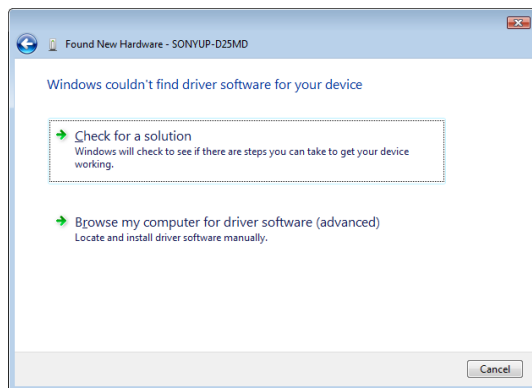 Found New Hardware - SONYUP-D25MD
Windows couldn't find driver software for your device
Check for a solution
Windows will check to see if there are steps you can take to get your device
working.
Browse my computer for driver software (advanced)
Locate and install driver software manually.
Cancel